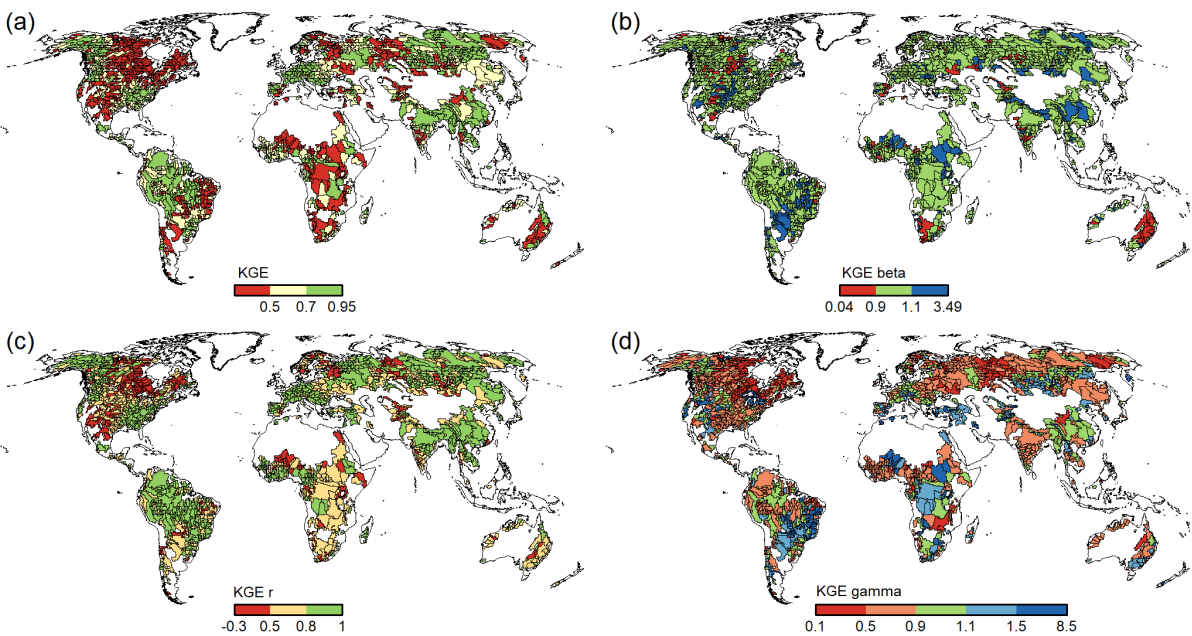 (a)
(b)
KGE
0.5 0.7 0.95
KGE beta
0.04 0.9 1.1 3.49
(c)
(d)
KGE r
-0.3 0.5 0.8 1
KGE gamma
0.1 0.5 0.9 1.1 1.5 8.5